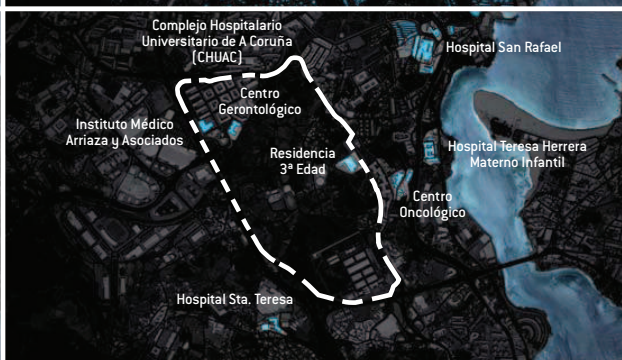 Complejo Hospitalario
Universitario de A Coruña
(CHUAC)
Hospital San Rafael
Centro
Gerontológico
Instituto Médico
Arriaza y Asociados
Residencia
3ª Edad
Hospital Teresa Herrera
Materno Infantil
Centro
Oncológico
Hospital Sta. Teresa